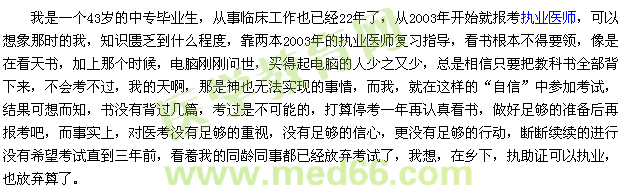 我是一个43岁的中专毕业生，从事临床工作也已经22年了，从2003年开始就报考执业医师，可以
想象那时的我，知识匮乏到什么程度，靠两本2003年的执业医师复习指导，看书根本不得要领，像是
在看天书，加上那个时候，电脑刚刚问世，买得起电脑的人少之又少，总是相信只要把教科书全部背
下来，不会考不过，我的天啊，那是神也无法实现的事情，而我，就在这样的“自信”中参加考试，
结果可想而知，书没有背过几篇，考过是不可能的，打算停考一年再认真看书，做好足够的准备后再
报考吧，而事实上，对医考没有足够的重视，没有足够的信心，更没有足够的行动，断断续续的进行
没有希望考试直到三年前，看着我的同龄同事都已经放弃考试了，我想，在乡下，执助证可以执业，
也放弃算了。
医学教育网
www.med66.com